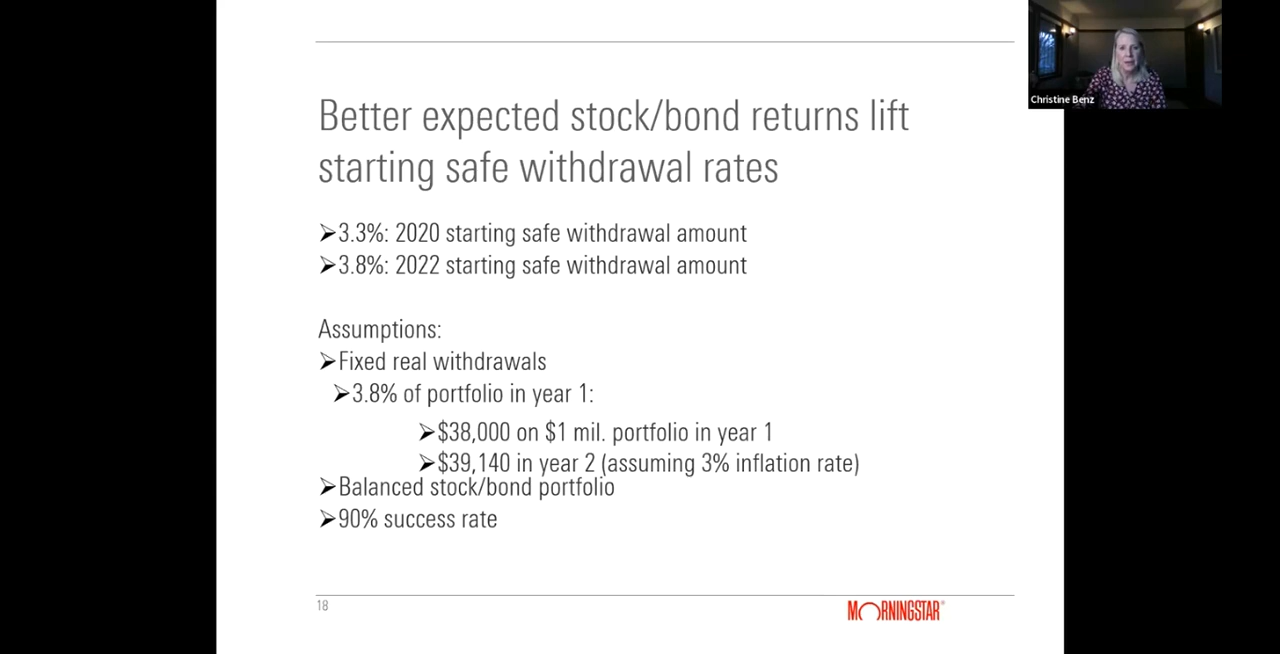 Christine Benz
Better expected stock/bond returns lift
starting safe withdrawal rates
➢3.3%: 2020 starting safe withdrawal amount
➢3.8%: 2022 starting safe withdrawal amount
Assumptions:
➢Fixed real withdrawals
➢3.8% of portfolio in year 1:
➢$38,000 on $1 mil. portfolio in year 1
➢$39,140 in year 2 (assuming 3% inflation rate)
➢Balanced stock/bond portfolio
➢90% success rate
18
MORNINGSTAR®